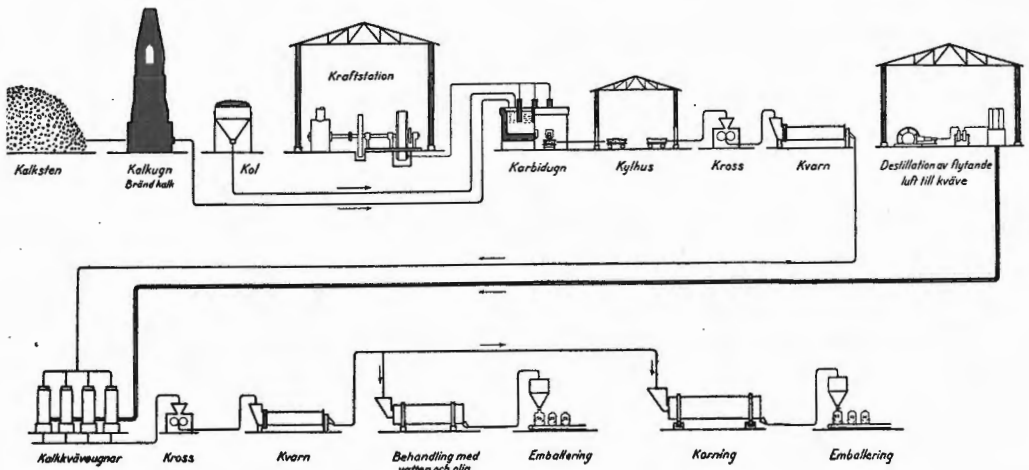 Kraftstation
Kalksten
Kalkugn
Bränd kalk
Kol
Karbidugn
Kylhus
Kross
Kvarn
Destillation av flytande
luft till kväve
Kalkkväveugnar
Kross
Kvarn
Behandling med
vatten och olja
Emballering
Korning
Emballering